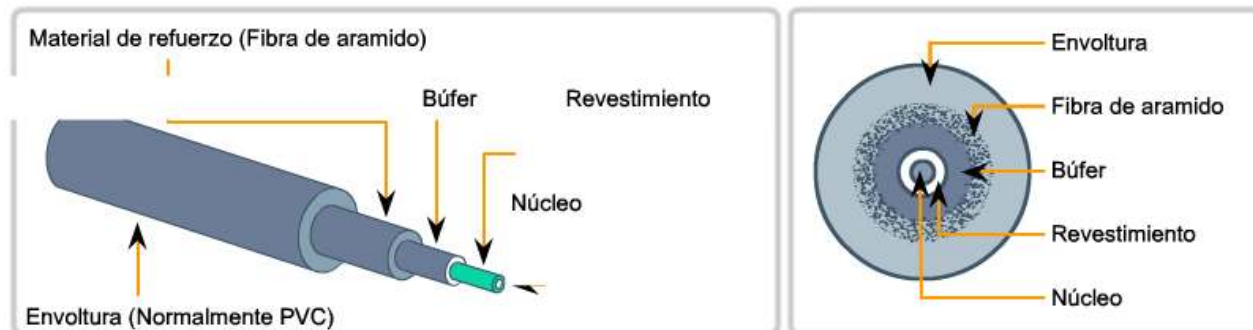 Material de refuerzo (Fibra de aramido)
Búfer
Revestimiento
Núcleo
Envoltura (Normalmente PVC)
Envoltura
Fibra de aramido
Búfer
Revestimiento
Núcleo